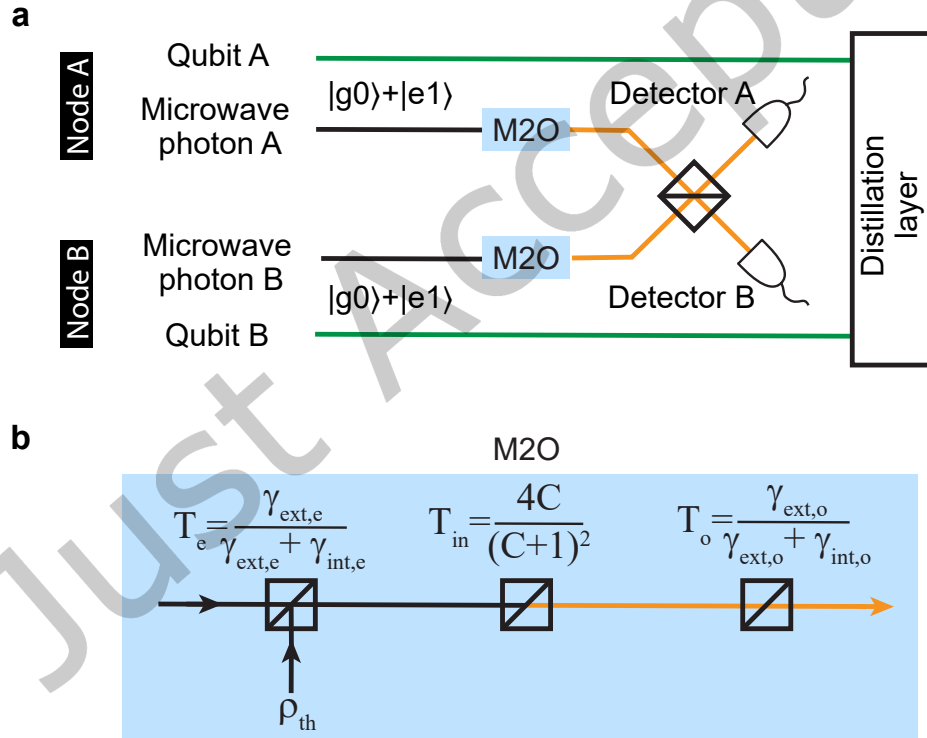 a
Node A
Qubit A
Microwave
photon A
|g0⟩+|e1⟩
M2O
Detector A
Node B
Microwave
photon B
|g0⟩+|e1⟩
M2O
Detector B
Qubit B
Distillation
layer
b
M2O
T_e = γ_ext,e / (γ_ext,e + γ_int,e)
T_in = 4C / (C+1)²
T_o = γ_ext,o / (γ_ext,o + γ_int,o)
ρ_th
Just Accep